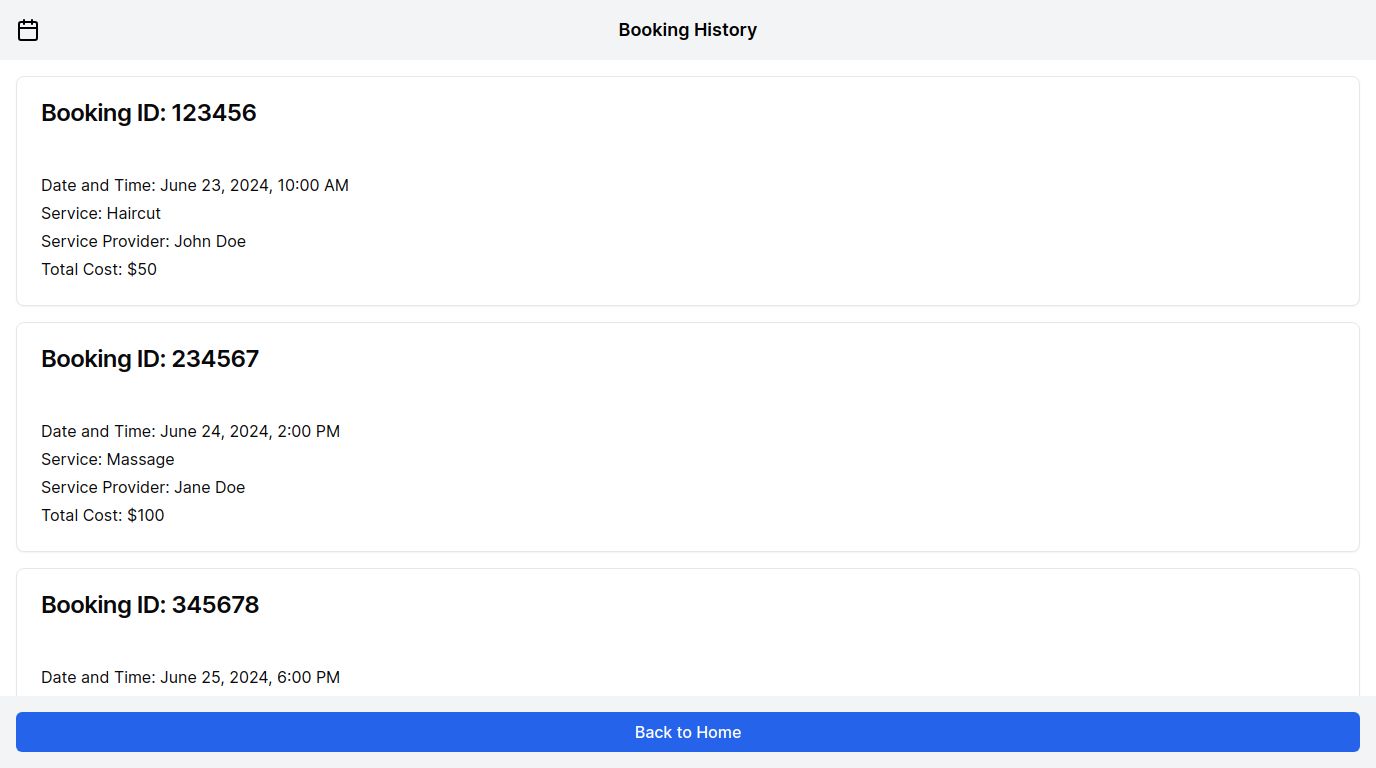 Booking History
Booking ID: 123456
Date and Time: June 23, 2024, 10:00 AM
Service: Haircut
Service Provider: John Doe
Total Cost: $50
Booking ID: 234567
Date and Time: June 24, 2024, 2:00 PM
Service: Massage
Service Provider: Jane Doe
Total Cost: $100
Booking ID: 345678
Date and Time: June 25, 2024, 6:00 PM
Back to Home